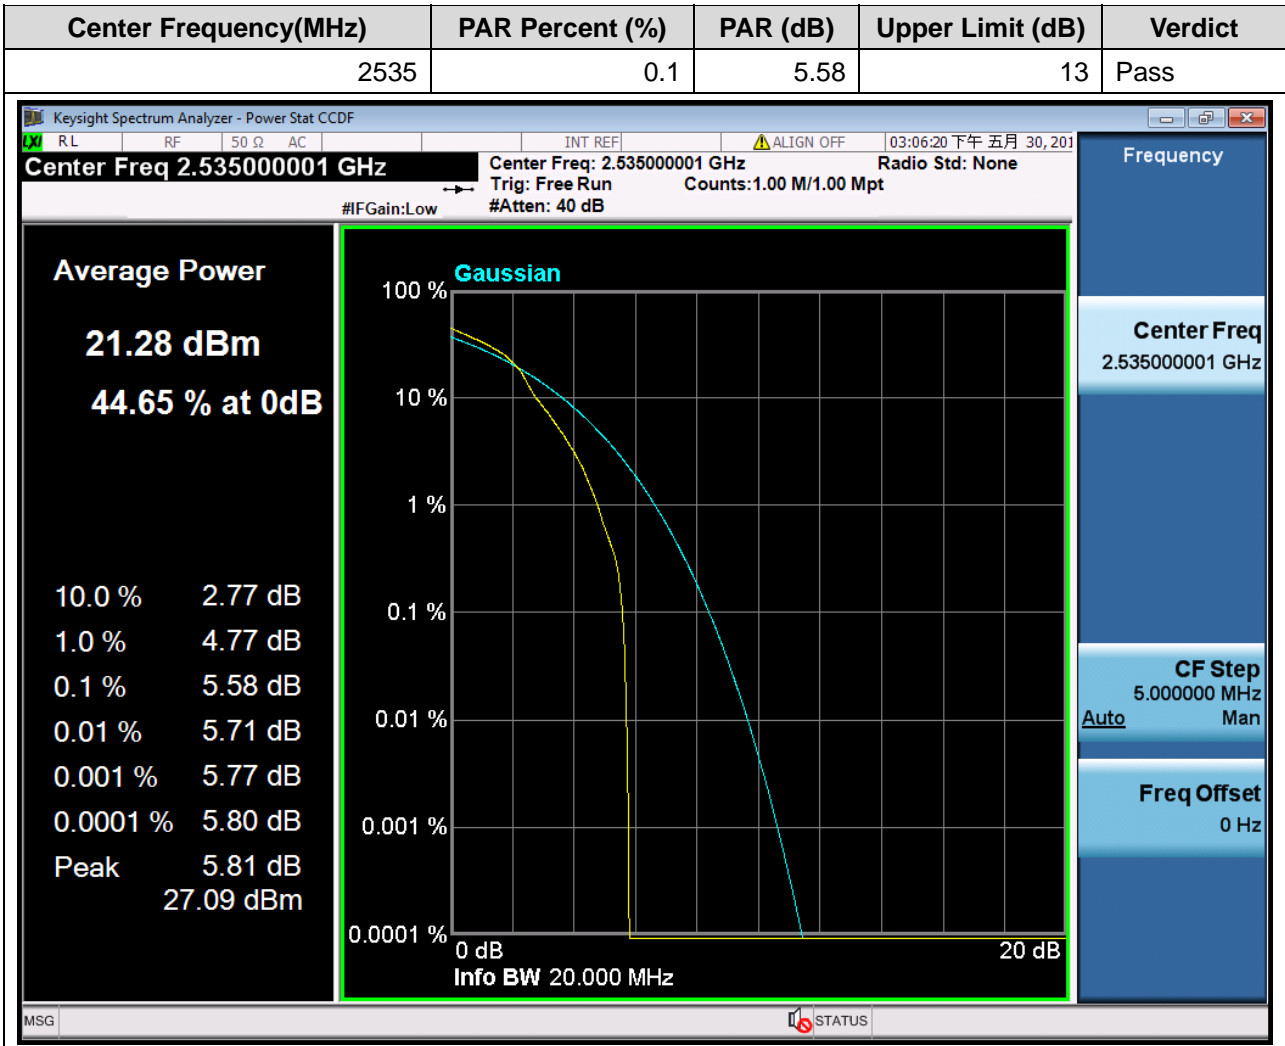 Center Frequency(MHz) PAR Percent (%) PAR (dB) Upper Limit (dB) Verdict
2535 0.1 5.58 13 Pass
Keysight Spectrum Analyzer - Power Stat CCDF
LXI RL RF 50 Ω AC INT REF ALIGN OFF 03:06:20 下午 五月 30, 201
Center Freq 2.535000001 GHz
Center Freq: 2.535000001 GHz Radio Std: None
Trig: Free Run Counts:1.00 M/1.00 Mpt
#IFGain:Low #Atten: 40 dB
Frequency
Average Power
21.28 dBm
44.65 % at 0dB
10.0 % 2.77 dB
1.0 % 4.77 dB
0.1 % 5.58 dB
0.01 % 5.71 dB
0.001 % 5.77 dB
0.0001 % 5.80 dB
Peak 5.81 dB
27.09 dBm
Gaussian
100 %
10 %
1 %
0.1 %
0.01 %
0.001 %
0.0001 %
0 dB 20 dB
Info BW 20.000 MHz
Center Freq
2.535000001 GHz
CF Step
5.000000 MHz
Auto Man
Freq Offset
0 Hz
MSG STATUS